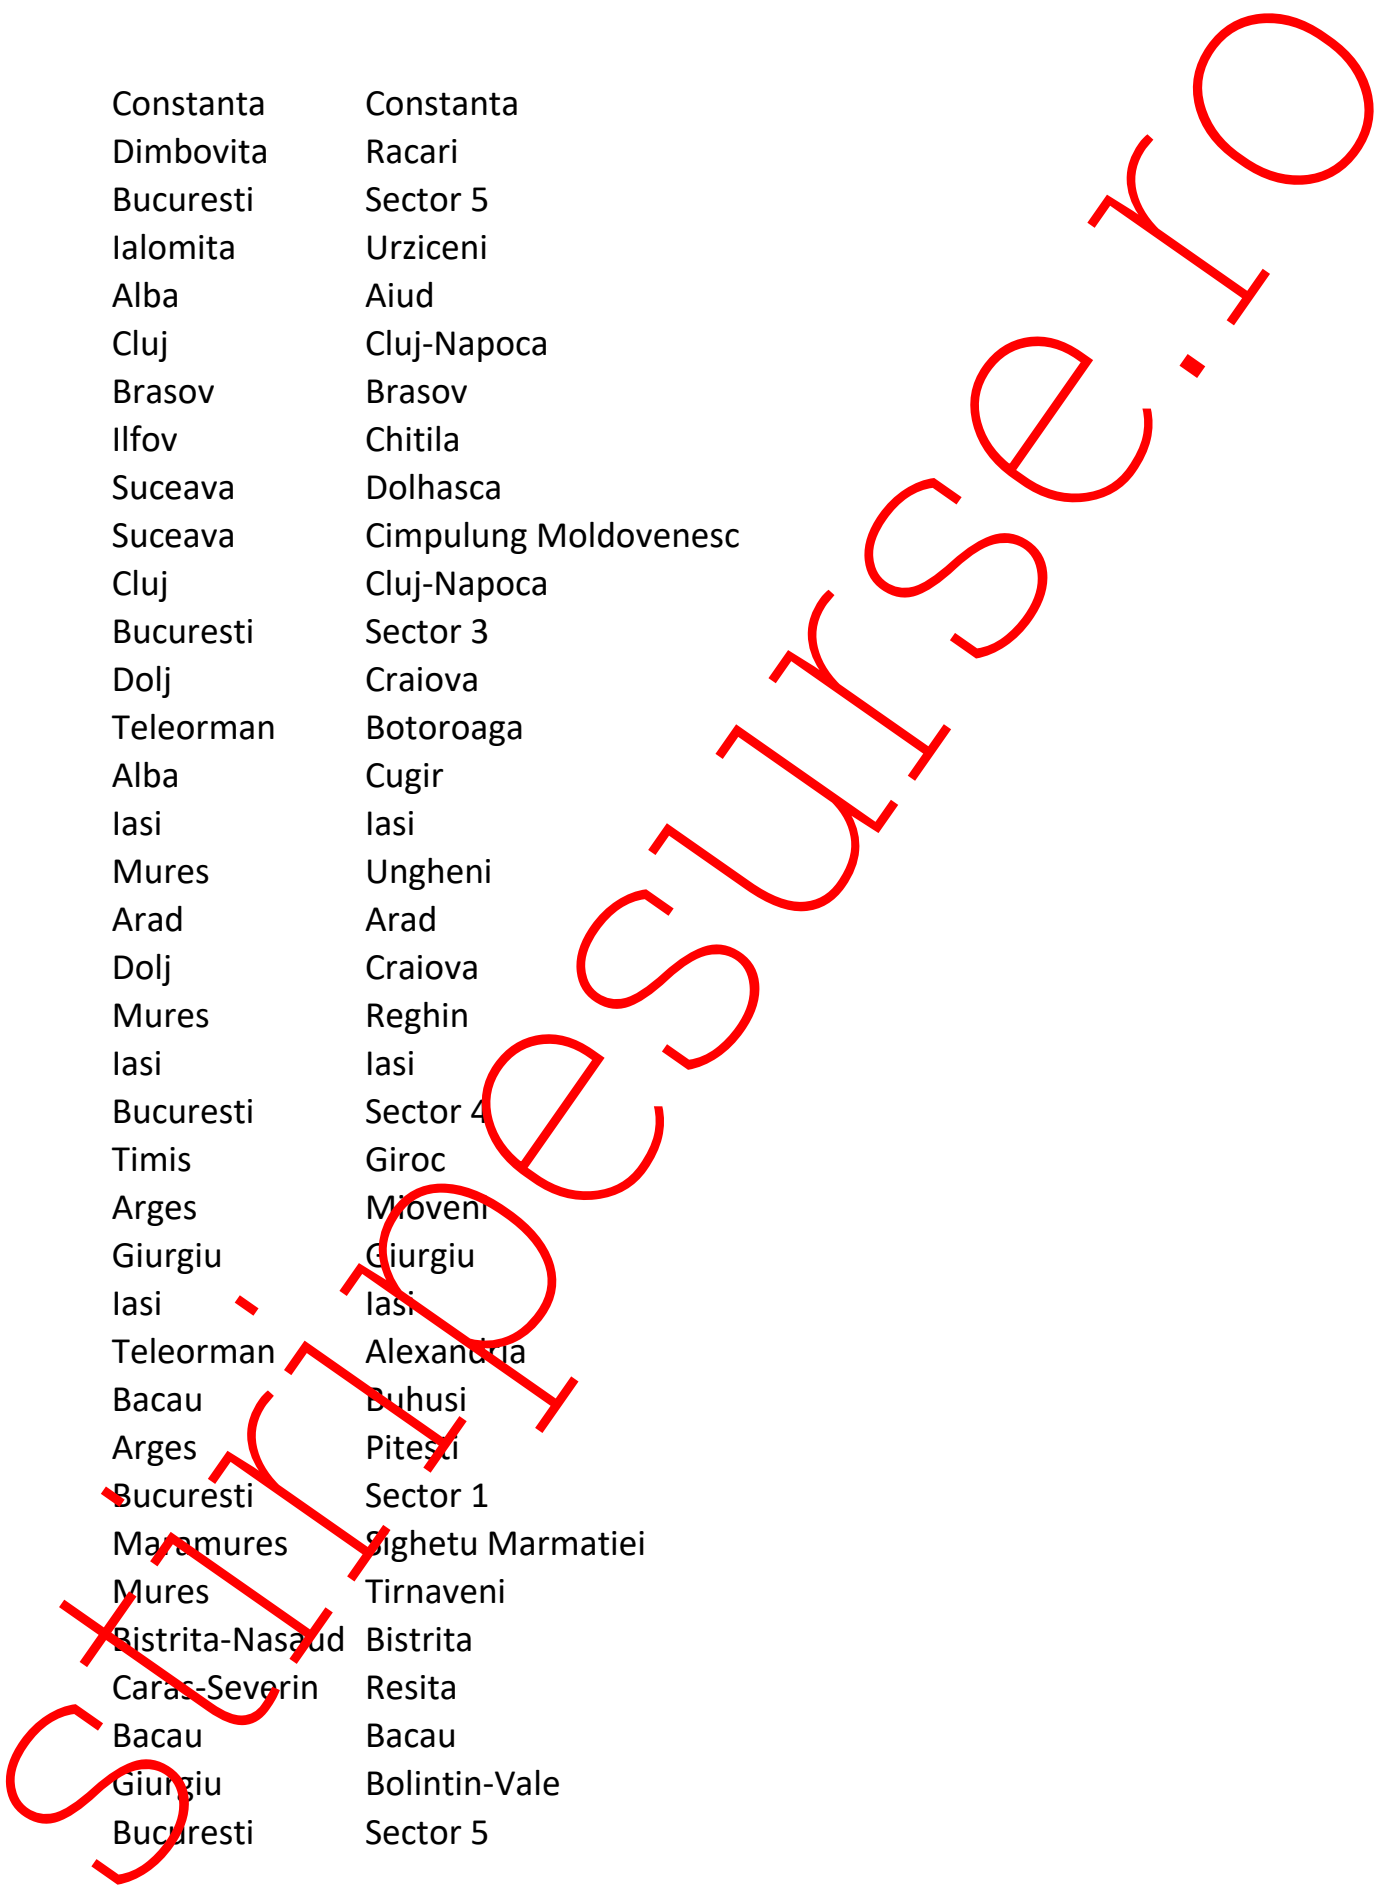 Constanta Constanta
Dimbovita Racari
Bucuresti Sector 5
Ialomita Urziceni
Alba Aiud
Cluj Cluj-Napoca
Brasov Brasov
Ilfov Chitila
Suceava Dolhasca
Suceava Cimpulung Moldovenesc
Cluj Cluj-Napoca
Bucuresti Sector 3
Dolj Craiova
Teleorman Botoroaga
Alba Cugir
Iasi Iasi
Mures Ungheni
Arad Arad
Dolj Craiova
Mures Reghin
Iasi Iasi
Bucuresti Sector 4
Timis Giroc
Arges Mioveni
Giurgiu Giurgiu
Iasi Iasi
Teleorman Alexandria
Bacau Buhusi
Arges Pitesti
Bucuresti Sector 1
Maramures Sighetu Marmatiei
Mures Tirnaveni
Bistrita-Nasaud Bistrita
Caras-Severin Resita
Bacau Bacau
Giurgiu Bolintin-Vale
Bucuresti Sector 5
stiripesurse.ro